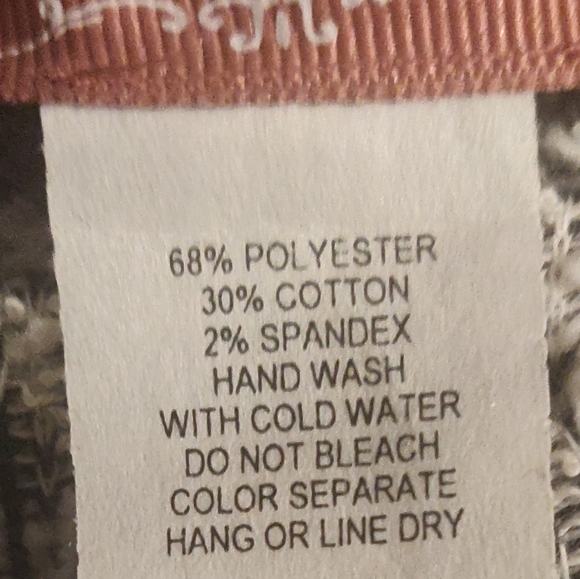 68% POLYESTER
30% COTTON
2% SPANDEX
HAND WASH
WITH COLD WATER
DO NOT BLEACH
COLOR SEPARATE
HANG OR LINE DRY